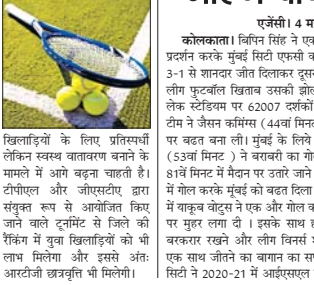 खिलाड़ियों के लिए प्रतिस्पर्धी
लेकिन स्वस्थ वातावरण बनाने के
मामले में आगे बढ़ना चाहती है।
टीपीएल और जीएसटीए द्वारा
संयुक्त रूप से आयोजित किए
जाने वाले टूर्नामेंट से जिले की
रैंकिंग में युवा खिलाड़ियों को भी
लाभ मिलेगा और इससे अंतः
आरटीजी छात्रवृत्ति भी मिलेगी।
एजेंसी। 4 म
कोलकाता। बिपिन सिंह ने एक
प्रदर्शन करके मुंबई सिटी एफसी क
3-1 से शानदार जीत दिलाकर दूसर
लीग फुटबॉल खिताब उसकी झोल
लेक स्टेडियम पर 62007 दर्शकों
टीम ने जैसन कमिंग्स (44वां मिनट
पर बढत बना ली। मुंबई के लिये
(53वां मिनट ) ने बराबरी का गोल
81वें मिनट में मैदान पर उतारे जाने
में गोल करके मुंबई को बढत दिला
में याकूब वोटुस ने एक और गोल क
पर मुहर लगा दी । इसके साथ ह
बरकरार रखने और लीग विनर्स श
एक साथ जीतने का बागान का सप
सिटी ने 2020-21 में आईएसएल